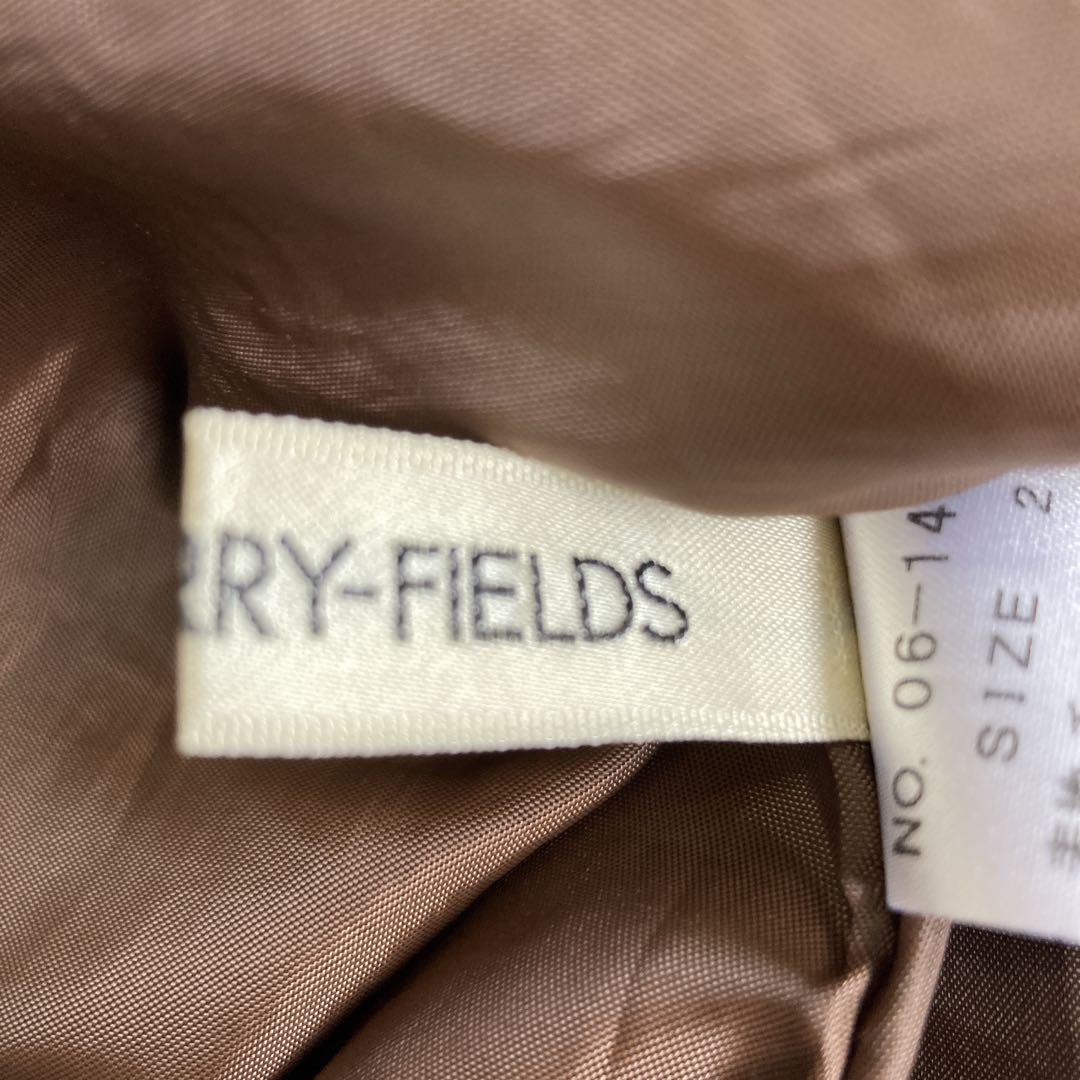 RRY-FIELDS
NO. 06-14
SIZE 2